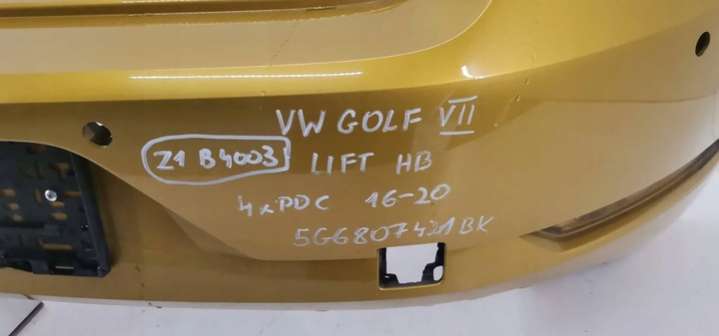 VW GOLF VII
Z1 B4003 LIFT HB
4xPDC 16-20
5G6807421BK